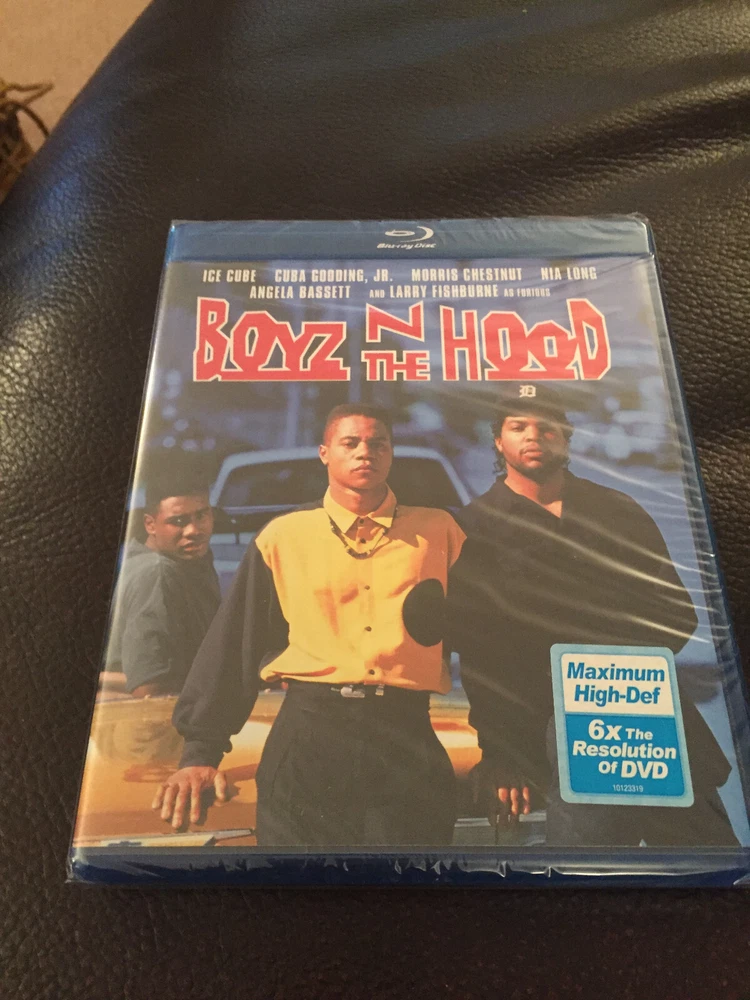 Blu-ray Disc
ICE CUBE CUBA GOODING, JR. MORRIS CHESTNUT NIA LONG
ANGELA BASSETT AND LARRY FISHBURNE AS FURIOUS
BOYZ N THE HOOD
D
Maximum
High-Def
6x The
Resolution
Of DVD
10123319